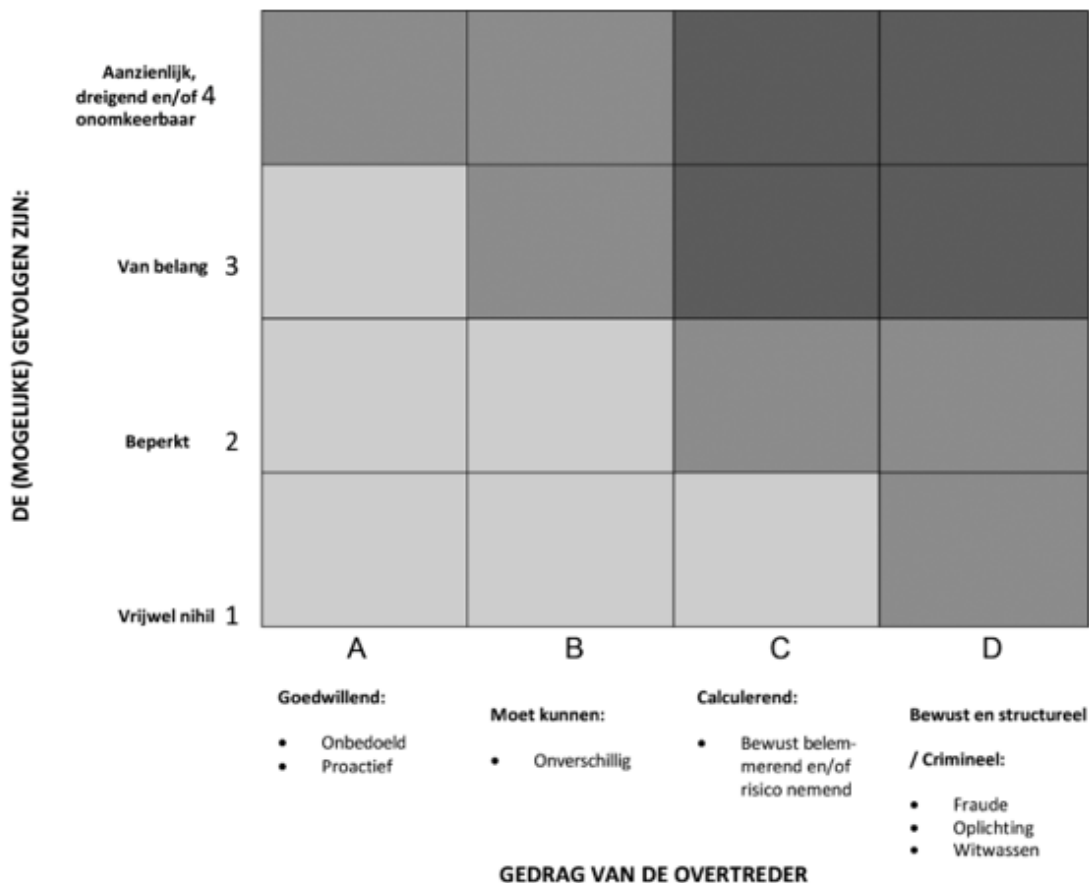 DE (MOGELIJKE) GEVOLGEN ZIJN:
Aanzienlijk,
dreigend en/of 4
onomkeerbaar
Van belang 3
Beperkt 2
Vrijwel nihil 1
A B C D
Goedwillend:
• Onbedoeld
• Proactief
Moet kunnen:
• Onverschillig
Calculerend:
• Bewust belem-
merend en/of
risico nemend
Bewust en structureel
/ Crimineel:
• Fraude
• Oplichting
• Witwassen
GEDRAG VAN DE OVERTREDER